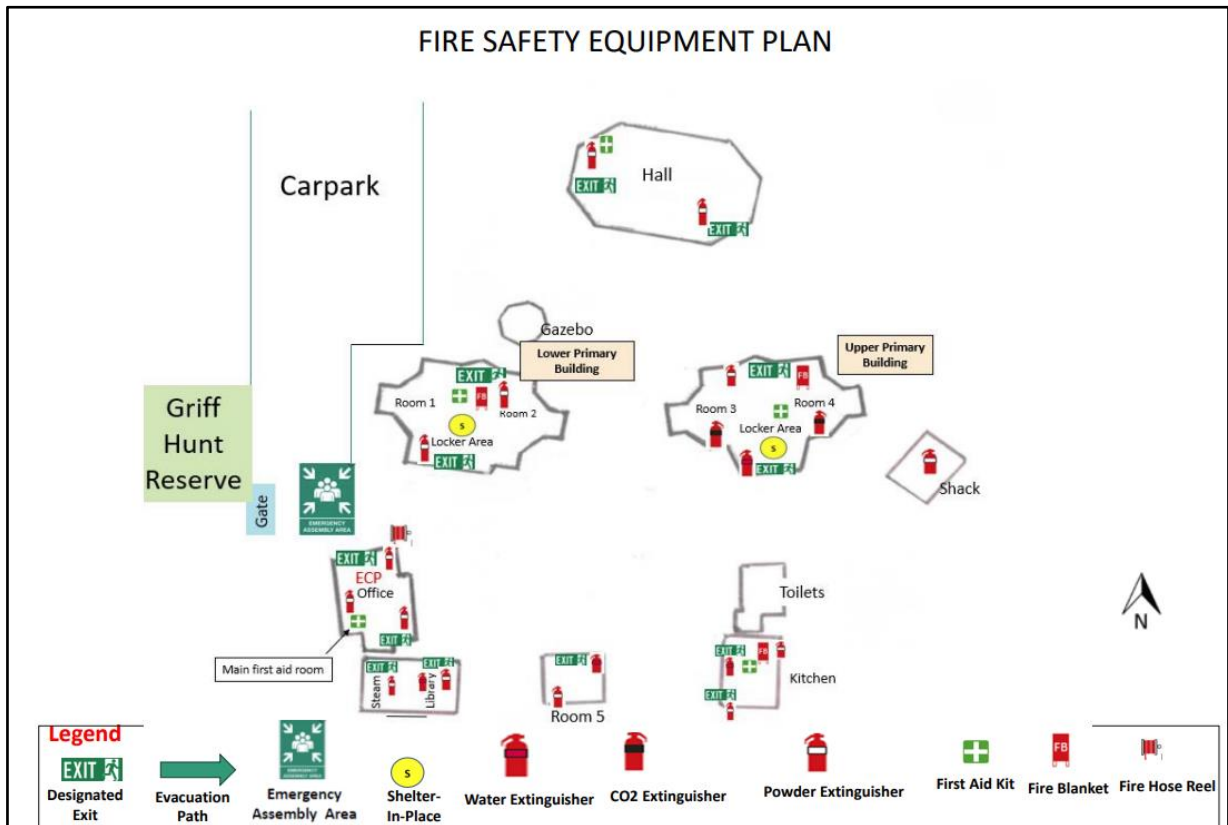 FIRE SAFETY EQUIPMENT PLAN
Carpark
Hall
EXIT
EXIT
Gazebo
Lower Primary
Building
Upper Primary
Building
EXIT
EXIT
FB
FB
Room 1
Room 2
Room 3
Room 4
S
Locker Area
Locker Area
S
EXIT
EXIT
Griff
Hunt
Reserve
Gate
EMERGENCY
ASSEMBLY AREA
Shack
EXIT
ECP
Office
EXIT
Main first aid room
Toilets
N
EXIT
EXIT
Steam
Library
EXIT
Room 5
EXIT
FB
Kitchen
EXIT
Legend
EXIT
Designated
Exit
Evacuation
Path
EMERGENCY
ASSEMBLY AREA
Emergency
Assembly Area
S
Shelter-
In-Place
Water Extinguisher
CO2 Extinguisher
Powder Extinguisher
First Aid Kit
FB
Fire Blanket
Fire Hose Reel